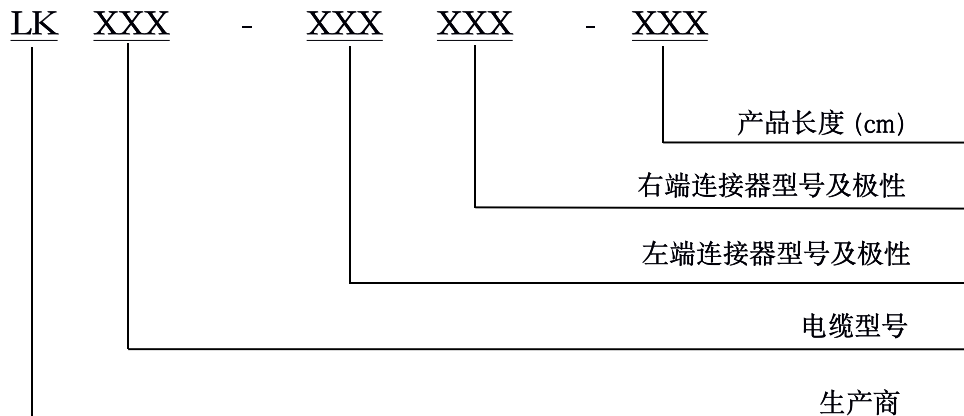 LK XXX - XXX XXX - XXX
产品长度 (cm)
右端连接器型号及极性
左端连接器型号及极性
电缆型号
生产商